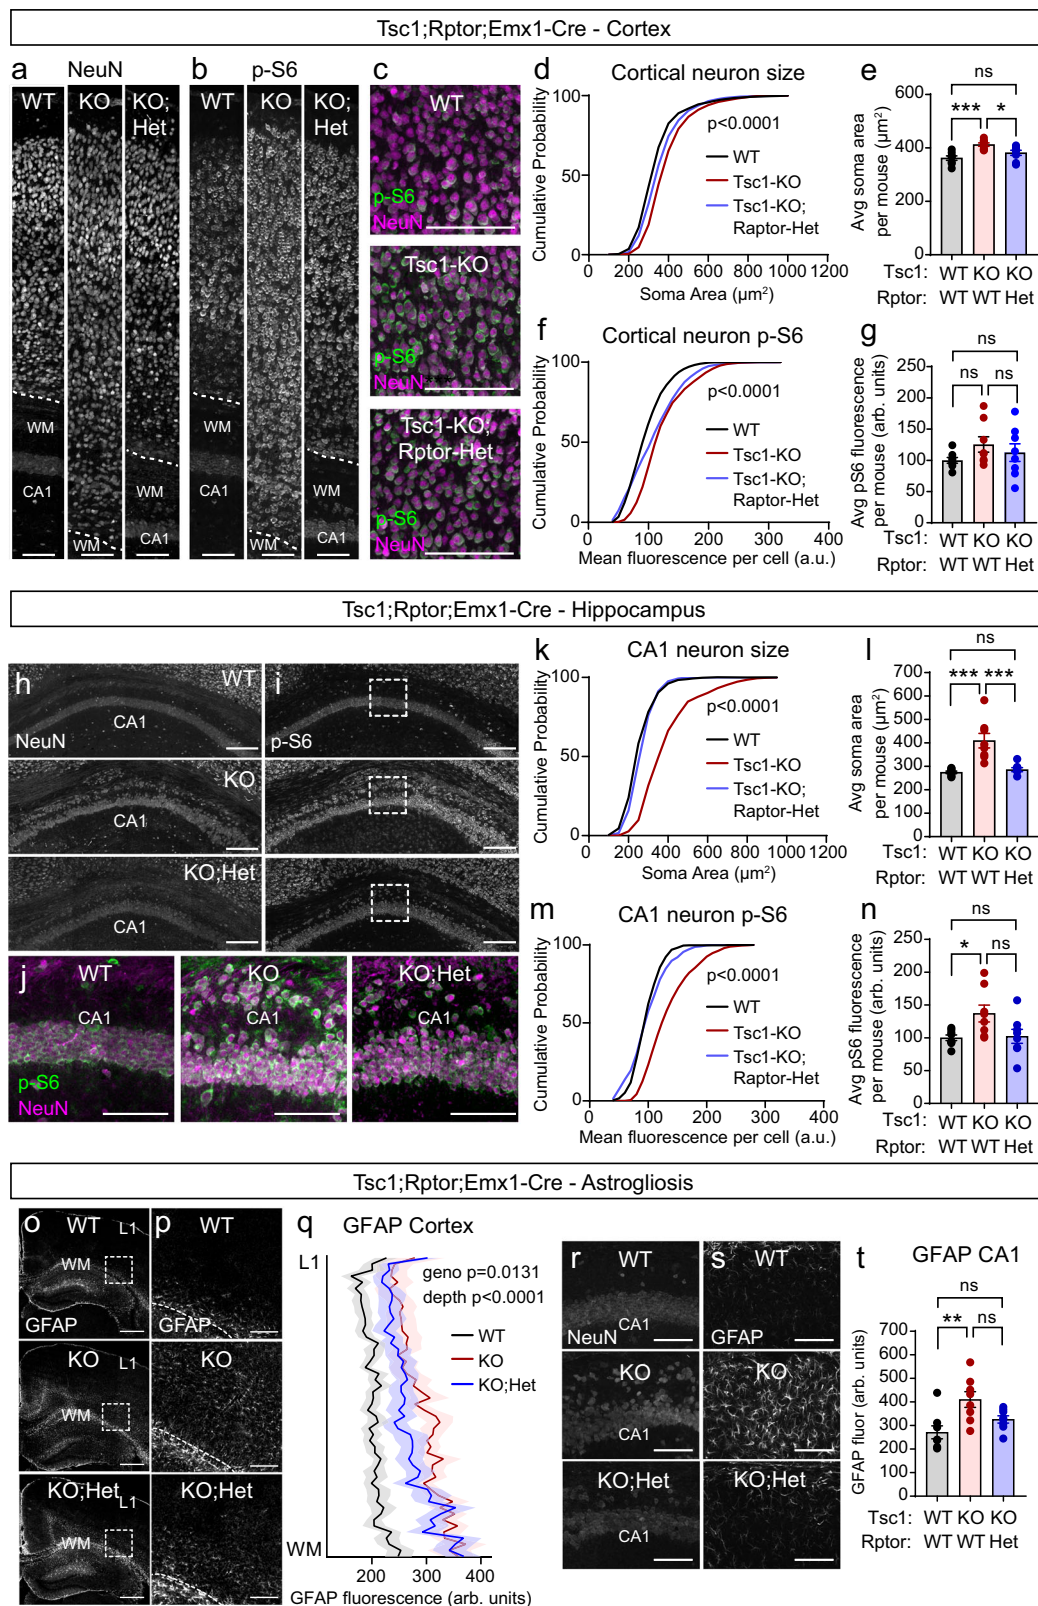 Tsc1;Rptor;Emx1-Cre - Cortex
a
NeuN
WT
KO
KO;
Het
WM
CA1
WM
WM
CA1
b
p-S6
WT
KO
KO;
Het
WM
CA1
WM
WM
CA1
c
WT
p-S6
NeuN
Tsc1-KO
p-S6
NeuN
Tsc1-KO;
Rptor-Het
p-S6
NeuN
d
Cortical neuron size
Cumulative Probability
100
50
0
p<0.0001
WT
Tsc1-KO
Tsc1-KO;
Raptor-Het
0 200 400 600 800 1000 1200
Soma Area (µm²)
e
ns
*** *
Avg soma area
per mouse (µm²)
600
400
200
0
Tsc1: WT KO KO
Rptor: WT WT Het
f
Cortical neuron p-S6
Cumulative Probability
100
50
0
p<0.0001
WT
Tsc1-KO
Tsc1-KO;
Raptor-Het
0 100 200 300 400
Mean fluorescence per cell (a.u.)
g
ns
ns ns
Avg pS6 fluorescence
per mouse (arb. units)
250
200
150
100
50
0
Tsc1: WT KO KO
Rptor: WT WT Het
Tsc1;Rptor;Emx1-Cre - Hippocampus
h
WT
CA1
NeuN
KO
CA1
KO;Het
CA1
i
p-S6
j
WT
CA1
p-S6
NeuN
KO
CA1
KO;Het
CA1
k
CA1 neuron size
Cumulative Probability
100
50
0
p<0.0001
WT
Tsc1-KO
Tsc1-KO;
Raptor-Het
0 200 400 600 800 1000 1200
Soma Area (µm²)
l
ns
*** ***
Avg soma area
per mouse (µm²)
700
600
500
400
300
200
100
0
Tsc1: WT KO KO
Rptor: WT WT Het
m
CA1 neuron p-S6
Cumulative Probability
100
50
0
p<0.0001
WT
Tsc1-KO
Tsc1-KO;
Raptor-Het
0 100 200 300 400
Mean fluorescence per cell (a.u.)
n
ns
* ns
Avg pS6 fluorescence
per mouse (arb. units)
250
200
150
100
50
0
Tsc1: WT KO KO
Rptor: WT WT Het
Tsc1;Rptor;Emx1-Cre - Astrogliosis
o
WT
L1
WM
GFAP
KO
L1
WM
KO;Het
L1
WM
p
WT
GFAP
KO
KO;Het
q
GFAP Cortex
L1
WM
geno p=0.0131
depth p<0.0001
WT
KO
KO;Het
200 300 400
GFAP fluorescence (arb. units)
r
WT
NeuN
CA1
KO
CA1
KO;Het
CA1
s
WT
GFAP
KO
KO;Het
t
GFAP CA1
ns
** ns
GFAP fluor (arb. units)
700
600
500
400
300
200
100
0
Tsc1: WT KO KO
Rptor: WT WT Het